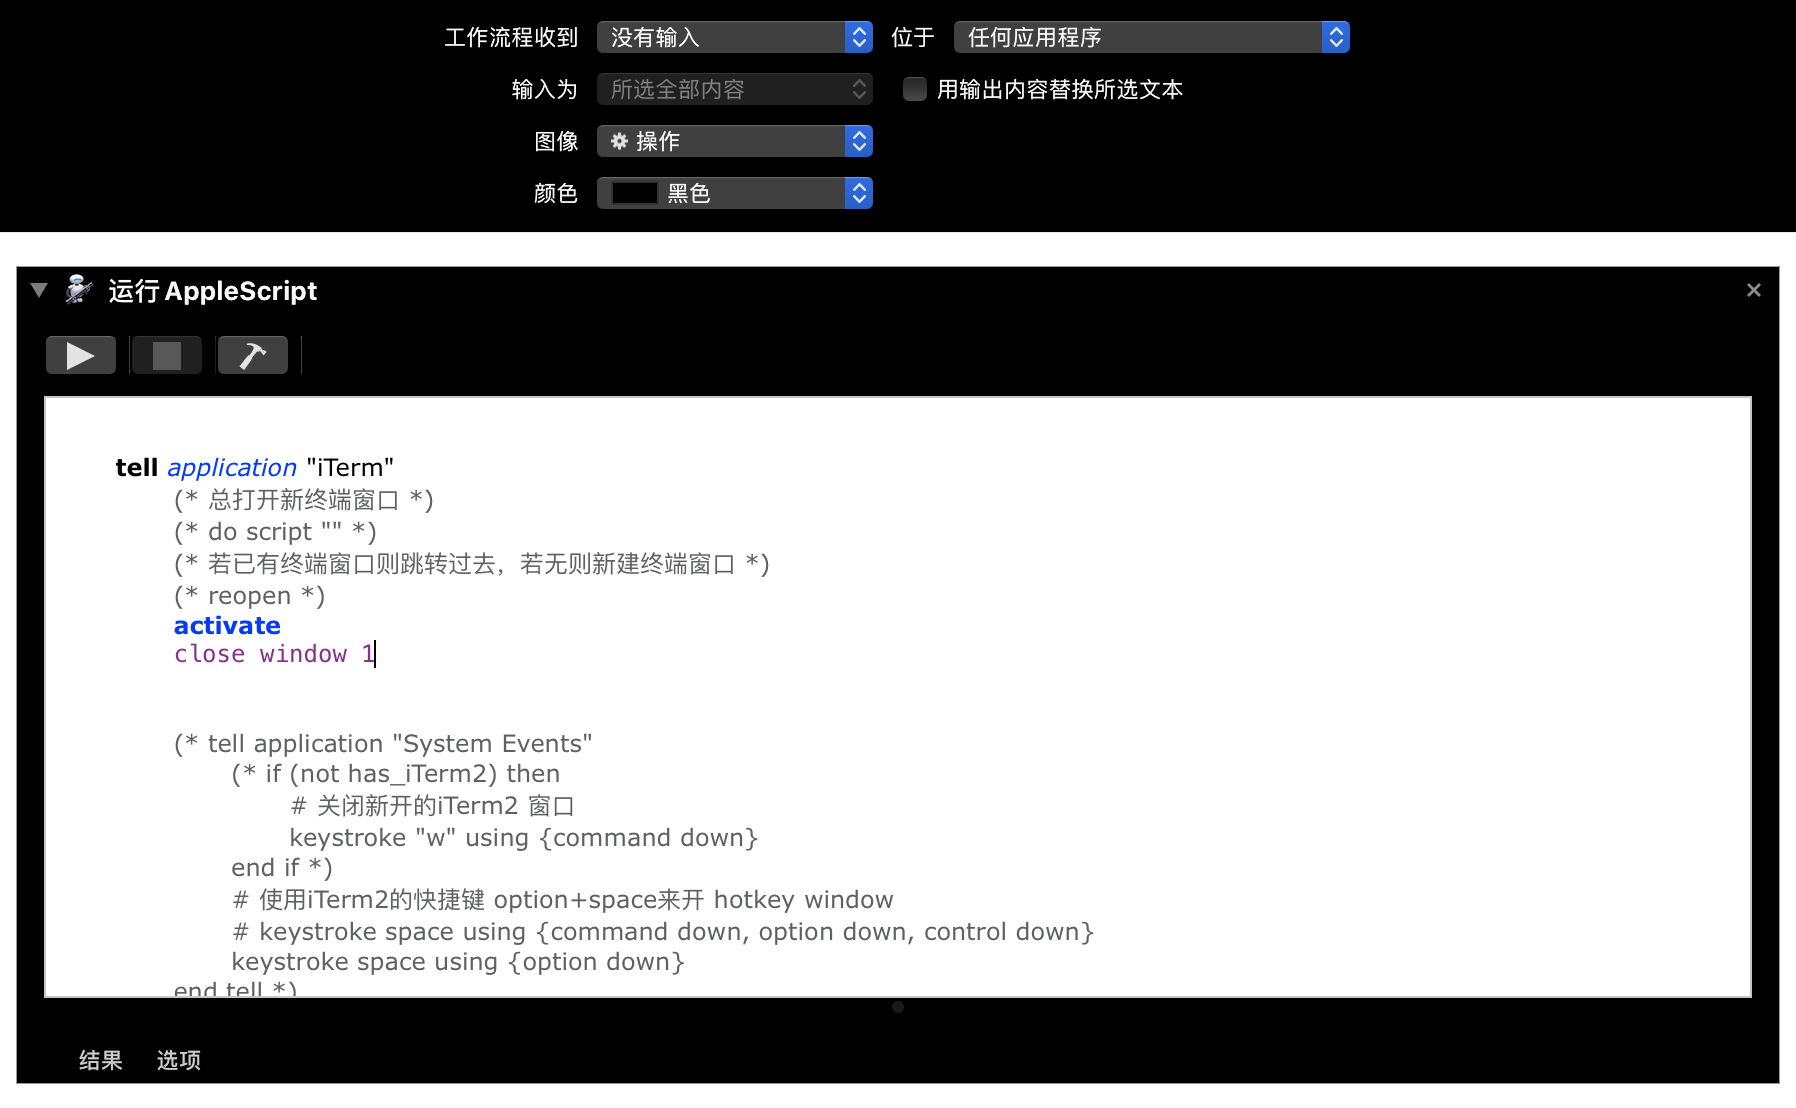 工作流程收到 没有输入 位于 任何应用程序
输入为 所选全部内容 用输出内容替换所选文本
图像 操作
颜色 黑色
运行 AppleScript
tell application "iTerm"
(* 总打开新终端窗口 *)
(* do script "" *)
(* 若已有终端窗口则跳转过去，若无则新建终端窗口 *)
(* reopen *)
activate
close window 1
(* tell application "System Events"
(* if (not has_iTerm2) then
# 关闭新开的iTerm2 窗口
keystroke "w" using {command down}
end if *)
# 使用iTerm2的快捷键 option+space来开 hotkey window
# keystroke space using {command down, option down, control down}
keystroke space using {option down}
end tell *)
结果 选项